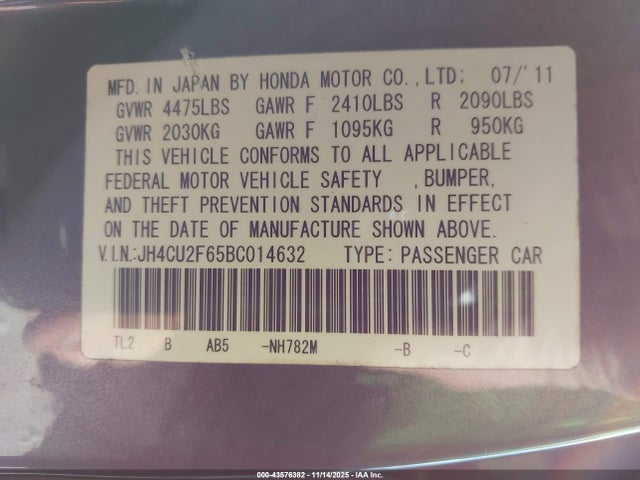 MFD. IN JAPAN BY HONDA MOTOR CO.,LTD: 07/'11
GVWR 4475LBS GAWR F 2410LBS R 2090LBS
GVWR 2030KG GAWR F 1095KG R 950KG
THIS VEHICLE CONFORMS TO ALL APPLICABLE
FEDERAL MOTOR VEHICLE SAFETY , BUMPER,
AND THEFT PREVENTION STANDARDS IN EFFECT
ON THE DATE OF MANUFACTURE SHOWN ABOVE.
V.I.N.:JH4CU2F65BC014632 TYPE: PASSENGER CAR
TL2 B AB5 -NH782M -B -C
000-43576382 - 11/14/2025 - IAA Inc.